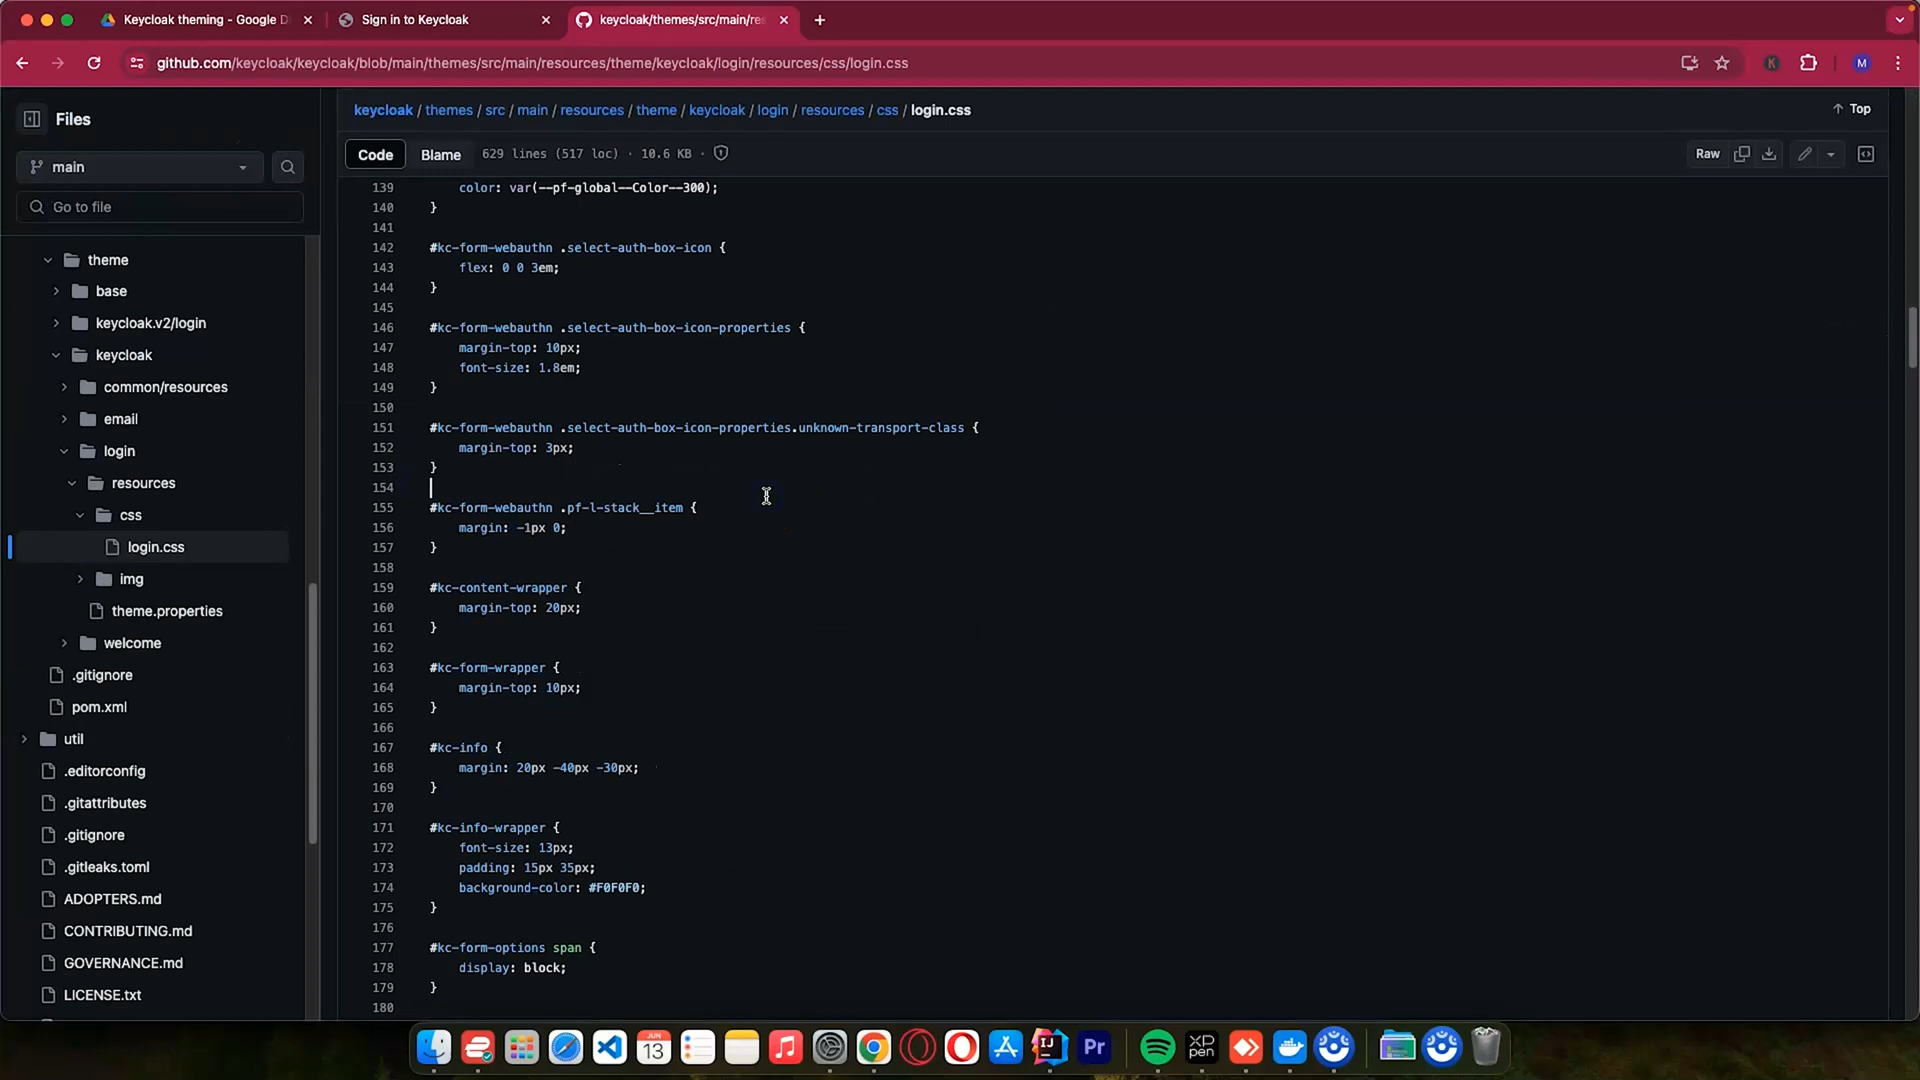 Keycloak theming - Google D
Sign in to Keycloak
keycloak/themes/src/main/res
github.com/keycloak/keycloak/blob/main/themes/src/main/resources/theme/keycloak/login/resources/css/login.css
K
M
Files
main
Go to file
theme
base
keycloak.v2/login
keycloak
common/resources
email
login
resources
css
login.css
img
theme.properties
welcome
.gitignore
pom.xml
util
.editorconfig
.gitattributes
.gitignore
.gitleaks.toml
ADOPTERS.md
CONTRIBUTING.md
GOVERNANCE.md
LICENSE.txt
keycloak / themes / src / main / resources / theme / keycloak / login / resources / css / login.css
Top
Code
Blame
629 lines (517 loc) · 10.6 KB
Raw
139 color: var(--pf-global--Color--300);
140 }
141
142 #kc-form-webauthn .select-auth-box-icon {
143 flex: 0 0 3em;
144 }
145
146 #kc-form-webauthn .select-auth-box-icon-properties {
147 margin-top: 10px;
148 font-size: 1.8em;
149 }
150
151 #kc-form-webauthn .select-auth-box-icon-properties.unknown-transport-class {
152 margin-top: 3px;
153 }
154
155 #kc-form-webauthn .pf-l-stack__item {
156 margin: -1px 0;
157 }
158
159 #kc-content-wrapper {
160 margin-top: 20px;
161 }
162
163 #kc-form-wrapper {
164 margin-top: 10px;
165 }
166
167 #kc-info {
168 margin: 20px -40px -30px;
169 }
170
171 #kc-info-wrapper {
172 font-size: 13px;
173 padding: 15px 35px;
174 background-color: #F0F0F0;
175 }
176
177 #kc-form-options span {
178 display: block;
179 }
180
JUN
13
IJ
Pr
XP
pen